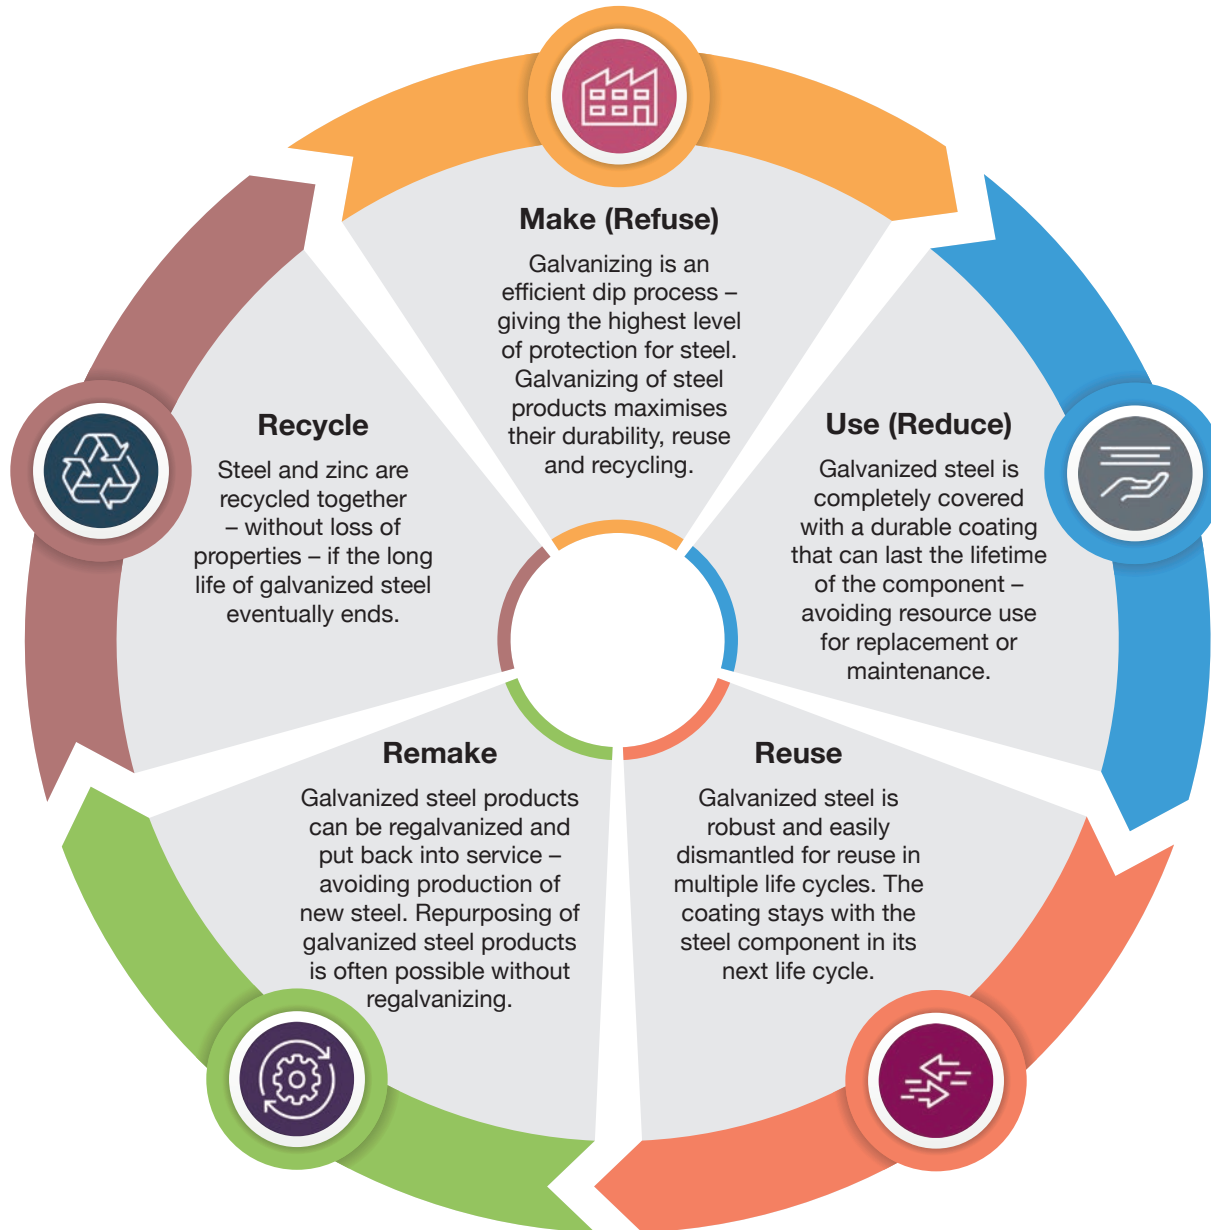 Make (Refuse)
Galvanizing is an
efficient dip process –
giving the highest level
of protection for steel.
Galvanizing of steel
products maximises
their durability, reuse
and recycling.
Use (Reduce)
Galvanized steel is
completely covered
with a durable coating
that can last the lifetime
of the component –
avoiding resource use
for replacement or
maintenance.
Reuse
Galvanized steel is
robust and easily
dismantled for reuse in
multiple life cycles. The
coating stays with the
steel component in its
next life cycle.
Remake
Galvanized steel products
can be regalvanized and
put back into service –
avoiding production of
new steel. Repurposing of
galvanized steel products
is often possible without
regalvanizing.
Recycle
Steel and zinc are
recycled together
– without loss of
properties – if the long
life of galvanized steel
eventually ends.